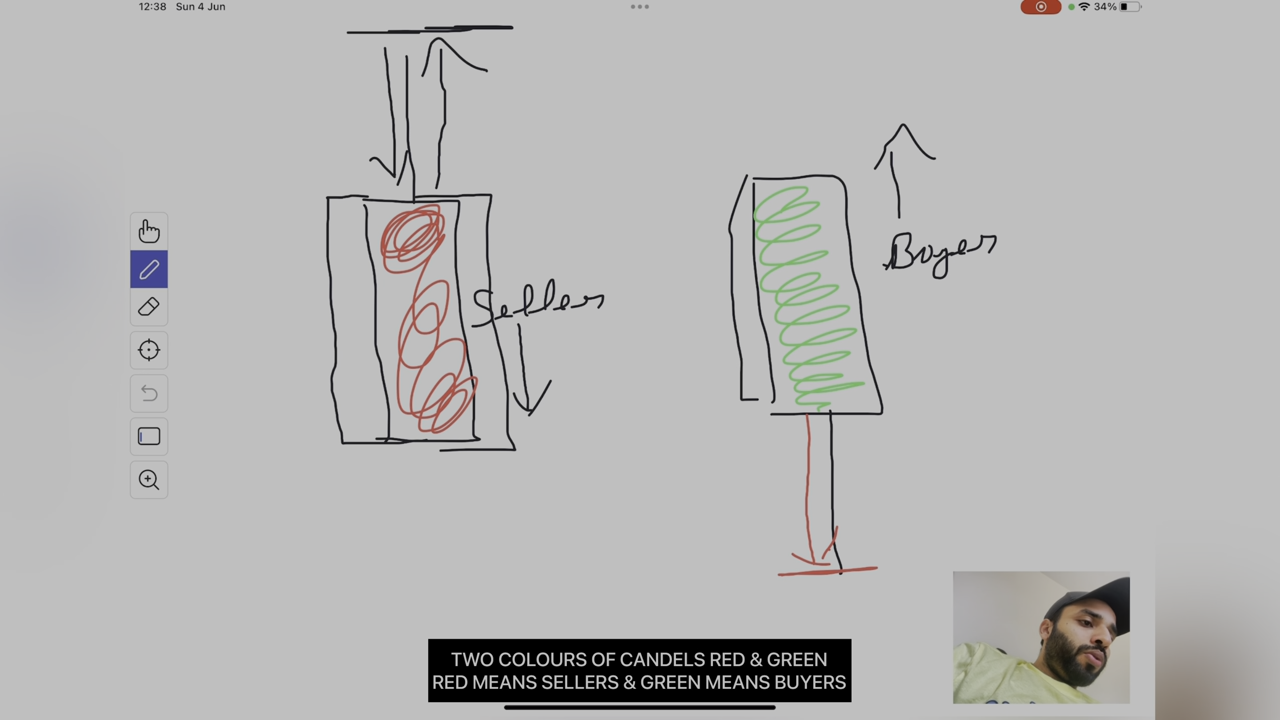 12:38 Sun 4 Jun
34%
Sellers
Boyers
TWO COLOURS OF CANDELS RED & GREEN
RED MEANS SELLERS & GREEN MEANS BUYERS